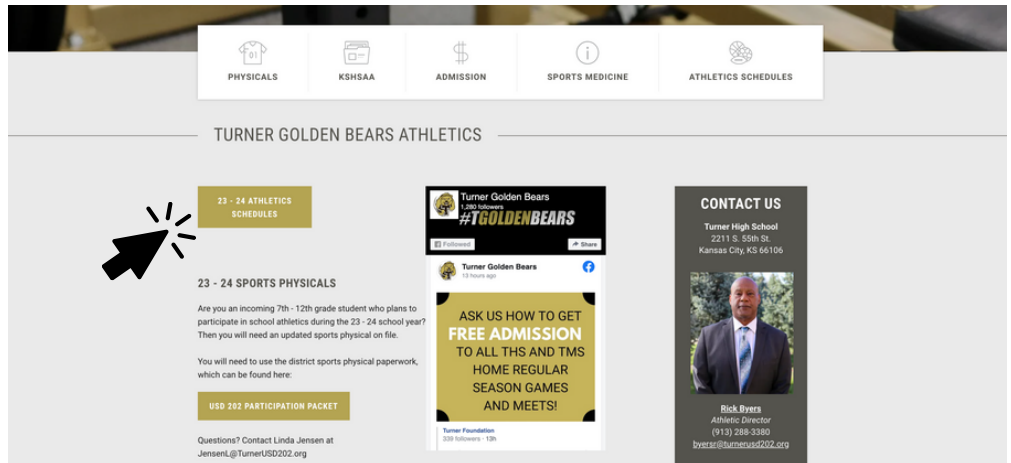 01
PHYSICALS
KSHSAA
ADMISSION
SPORTS MEDICINE
ATHLETICS SCHEDULES
TURNER GOLDEN BEARS ATHLETICS
23 - 24 ATHLETICS
SCHEDULES
23 - 24 SPORTS PHYSICALS
Are you an incoming 7th - 12th grade student who plans to
participate in school athletics during the 23 - 24 school year?
Then you will need an updated sports physical on file.
You will need to use the district sports physical paperwork,
which can be found here:
USD 202 PARTICIPATION PACKET
Questions? Contact Linda Jensen at
JensenL@TurnerUSD202.org
Turner Golden Bears
1,280 followers
#TGOLDENBEARS
Followed
Share
Turner Golden Bears
13 hours ago
ASK US HOW TO GET
FREE ADMISSION
TO ALL THS AND TMS
HOME REGULAR
SEASON GAMES
AND MEETS!
Turner Foundation
339 followers · 13h
CONTACT US
Turner High School
2211 S. 55th St.
Kansas City, KS 66106
Rick Byers
Athletic Director
(913) 288-3380
byersr@turnerusd202.org